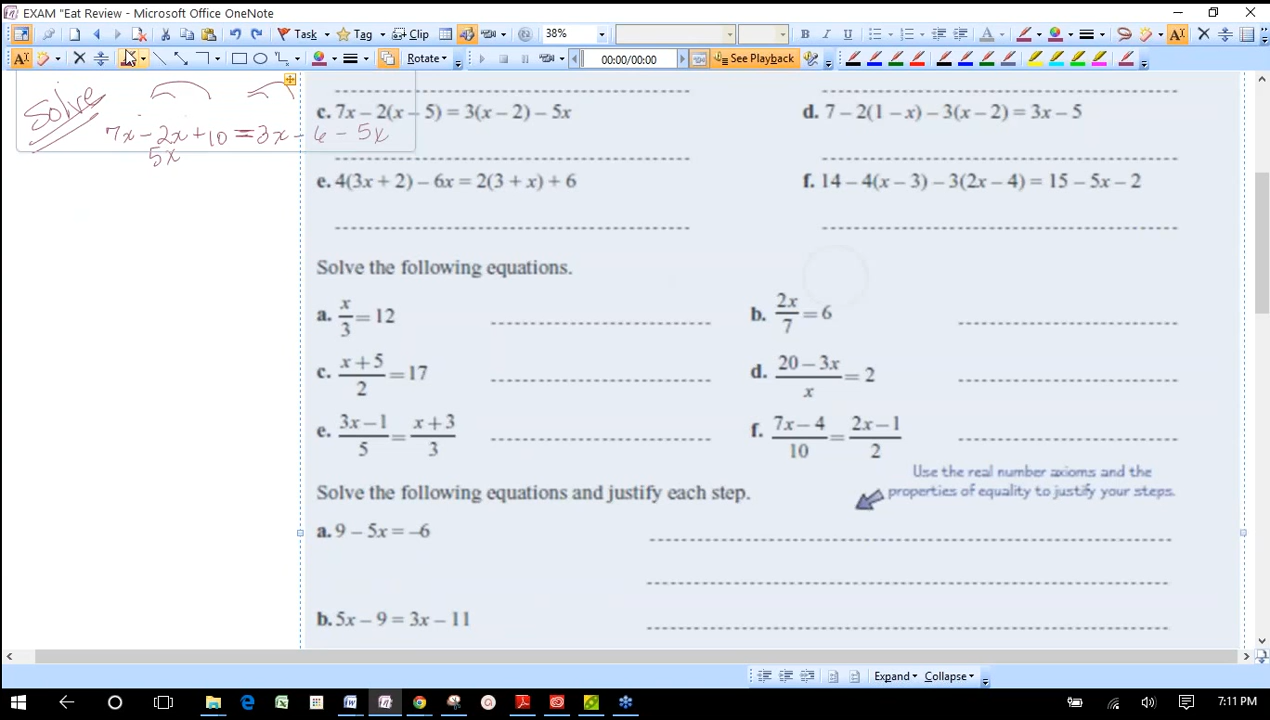 EXAM "Eat Review - Microsoft Office OneNote
Task Tag Clip 38% B I U
A Rotate 00:00/00:00 See Playback
Solve
7x - 2x + 10 = 3x - 6 - 5x
5x
c. 7x – 2(x – 5) = 3(x – 2) – 5x
d. 7 – 2(1 – x) – 3(x – 2) = 3x – 5
e. 4(3x + 2) – 6x = 2(3 + x) + 6
f. 14 – 4(x – 3) – 3(2x – 4) = 15 – 5x – 2
Solve the following equations.
a. x/3 = 12
b. 2x/7 = 6
c. x + 5/2 = 17
d. 20 – 3x/x = 2
e. 3x – 1/5 = x + 3/3
f. 7x – 4/10 = 2x – 1/2
Use the real number axioms and the
properties of equality to justify your steps.
Solve the following equations and justify each step.
a. 9 – 5x = –6
b. 5x – 9 = 3x – 11
Expand Collapse
7:11 PM